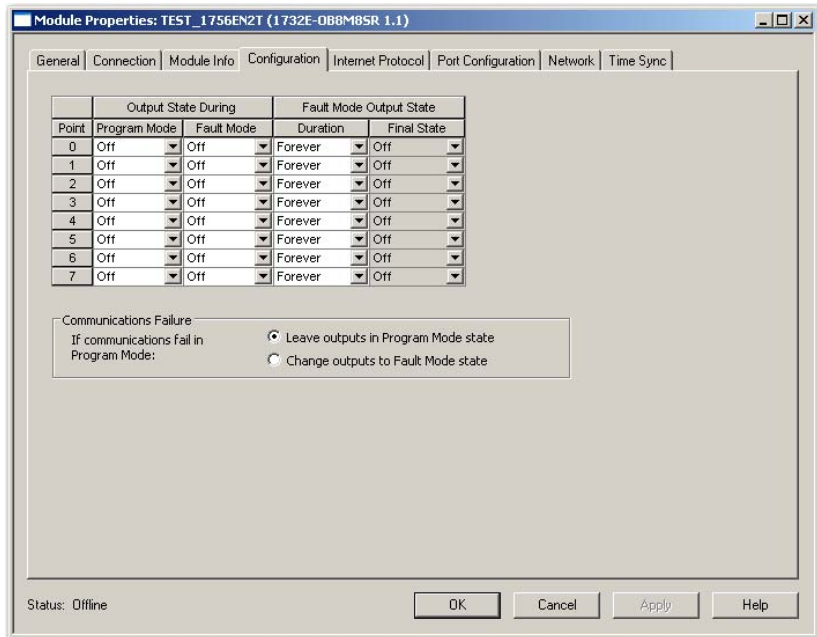 Module Properties: TEST_1756EN2T (1732E-OB8M8SR 1.1)
General Connection Module Info Configuration Internet Protocol Port Configuration Network Time Sync
Output State During Fault Mode Output State
Point Program Mode Fault Mode Duration Final State
0 Off Off Forever Off
1 Off Off Forever Off
2 Off Off Forever Off
3 Off Off Forever Off
4 Off Off Forever Off
5 Off Off Forever Off
6 Off Off Forever Off
7 Off Off Forever Off
Communications Failure
If communications fail in
Program Mode:
Leave outputs in Program Mode state
Change outputs to Fault Mode state
Status: Offline OK Cancel Apply Help